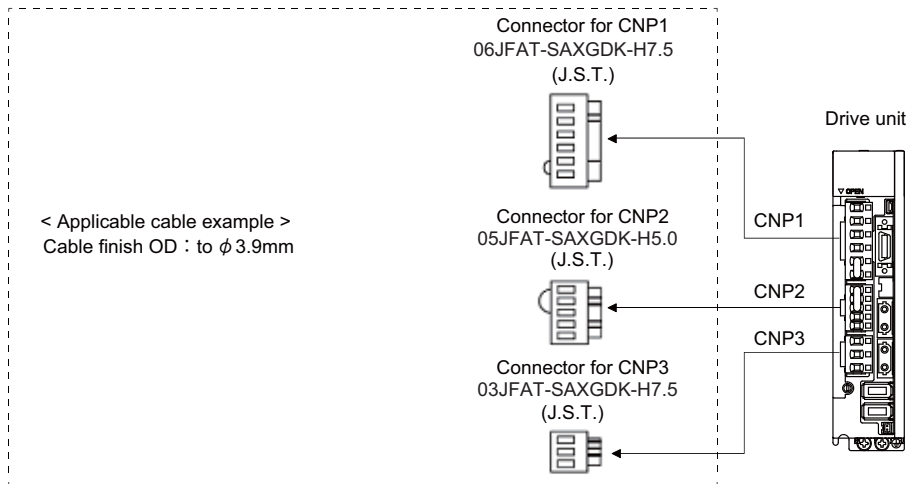 Connector for CNP1
06JFAT-SAXGDK-H7.5
(J.S.T.)
Drive unit
▽ OPEN
< Applicable cable example >
Cable finish OD：to ϕ3.9mm
CNP1
Connector for CNP2
05JFAT-SAXGDK-H5.0
(J.S.T.)
CNP2
CNP3
Connector for CNP3
03JFAT-SAXGDK-H7.5
(J.S.T.)